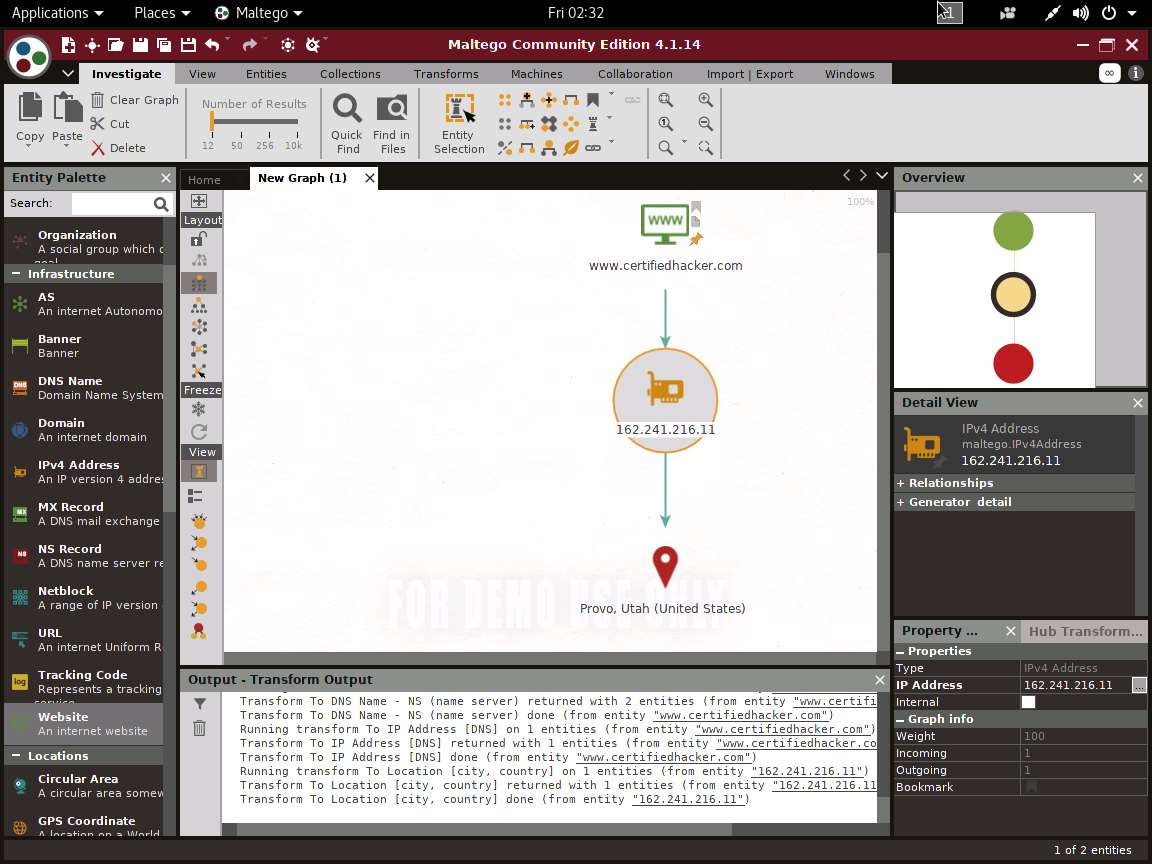 Applications Places Maltego Fri 02:32 1
Maltego Community Edition 4.1.14
Investigate View Entities Collections Transforms Machines Collaboration Import | Export Windows
Copy
Paste
Clear Graph
Cut
Delete
Number of Results
12 50 256 10k
Quick
Find
Find in
Files
Entity
Selection
Entity Palette
Search:
Organization
A social group which c
goal
Infrastructure
AS
An internet Autonomo
Banner
Banner
DNS Name
Domain Name System
Domain
An internet domain
IPv4 Address
An IP version 4 addre
MX Record
A DNS mail exchange
NS Record
A DNS name server re
Netblock
A range of IP version
URL
An internet Uniform R
Tracking Code
Represents a tracking
service
Website
An internet website
Locations
Circular Area
A circular area somew
GPS Coordinate
A location on a World
Home New Graph (1)
Layout
Freeze
View
100%
WWW
www.certifiedhacker.com
162.241.216.11
FOR DEMO USE ONLY
Provo, Utah (United States)
Output - Transform Output
Transform To DNS Name - NS (name server) returned with 2 entities (from entity "www.certifi
Transform To DNS Name - NS (name server) done (from entity "www.certifiedhacker.com")
Running transform To IP Address [DNS] on 1 entities (from entity "www.certifiedhacker.com")
Transform To IP Address [DNS] returned with 1 entities (from entity "www.certifiedhacker.co
Transform To IP Address [DNS] done (from entity "www.certifiedhacker.com")
Running transform To Location [city, country] on 1 entities (from entity "162.241.216.11")
Transform To Location [city, country] returned with 1 entities (from entity "162.241.216.11
Transform To Location [city, country] done (from entity "162.241.216.11")
Overview
Detail View
IPv4 Address
maltego.IPv4Address
162.241.216.11
+ Relationships
+ Generator detail
Property ... Hub Transform...
Properties
Type IPv4 Address
IP Address 162.241.216.11 ...
Internal
Graph info
Weight 100
Incoming 1
Outgoing 1
Bookmark
1 of 2 entities